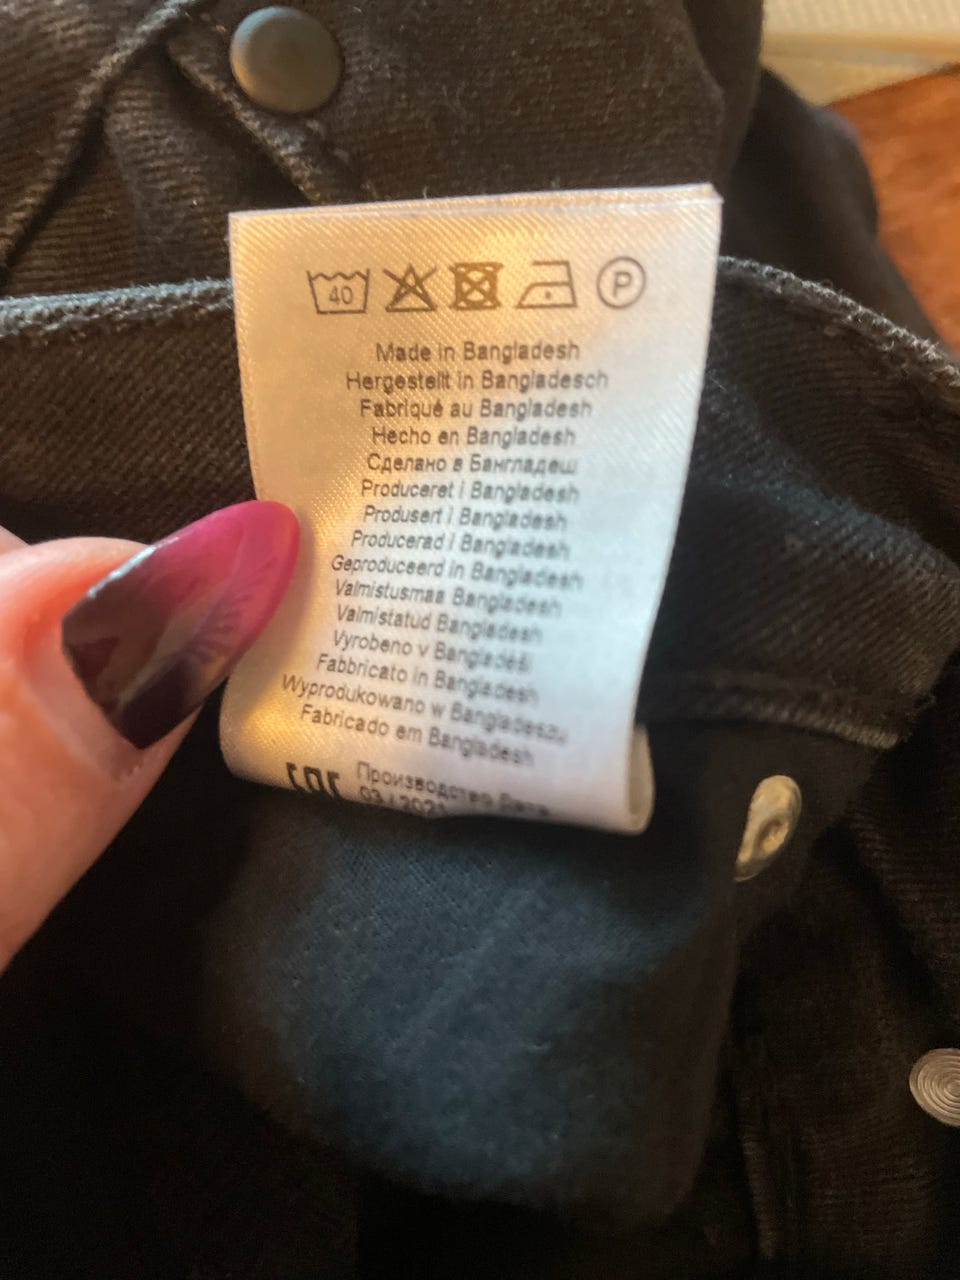 40 P
Made in Bangladesh
Hergestellt in Bangladesch
Fabriqué au Bangladesh
Hecho en Bangladesh
Сделано в Бангладеш
Produceret i Bangladesh
Produsert i Bangladesh
Producerad i Bangladesh
Geproduceerd in Bangladesh
Valmistusmaa Bangladesh
Valmistatud Bangladesh
Vyrobeno v Bangladéši
Fabbricato in Bangladesh
Wyprodukowano w Bangladeszu
Fabricado em Bangladesh
Производство